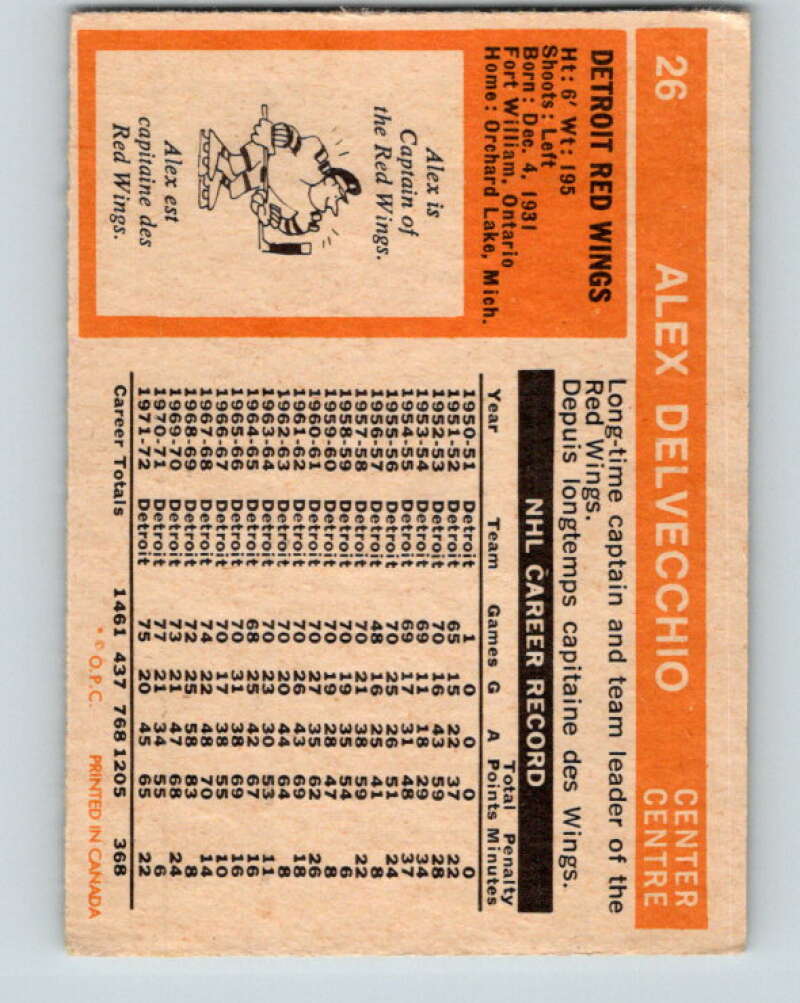 26 ALEX DELVECCHIO CENTER
CENTRE
DETROIT RED WINGS
Ht: 6' Wt: 195
Shoots: Left
Born: Dec. 4, 1931
Fort William, Ontario
Home: Orchard Lake, Mich.
Alex is
Captain of
the Red Wings.
Alex est
capitaine des
Red Wings.
Long-time captain and team leader of the
Red Wings.
Depuis longtemps capitaine des Wings.
NHL CAREER RECORD
Total Penalty
Year Team Games G A Points Minutes
1950-51 Detroit 1 0 0 0 0
1951-52 Detroit 65 15 22 37 22
1952-53 Detroit 70 16 43 59 28
1953-54 Detroit 69 11 18 29 34
1954-55 Detroit 69 17 31 48 37
1955-56 Detroit 70 25 26 51 24
1956-57 Detroit 48 16 25 41 8
1957-58 Detroit 70 21 38 59 22
1958-59 Detroit 70 19 35 54 6
1959-60 Detroit 70 19 28 47 8
1960-61 Detroit 70 27 35 62 26
1961-62 Detroit 70 26 43 69 18
1962-63 Detroit 70 20 44 64 8
1963-64 Detroit 70 23 30 53 11
1964-65 Detroit 68 25 42 67 16
1965-66 Detroit 70 31 38 69 16
1966-67 Detroit 70 17 38 55 10
1967-68 Detroit 74 22 48 70 14
1968-69 Detroit 72 25 58 83 8
1969-70 Detroit 73 21 47 68 24
1970-71 Detroit 77 21 34 55 6
1971-72 Detroit 75 20 45 65 22
Career Totals 1461 437 768 1205 368
* © O.P.C. PRINTED IN CANADA